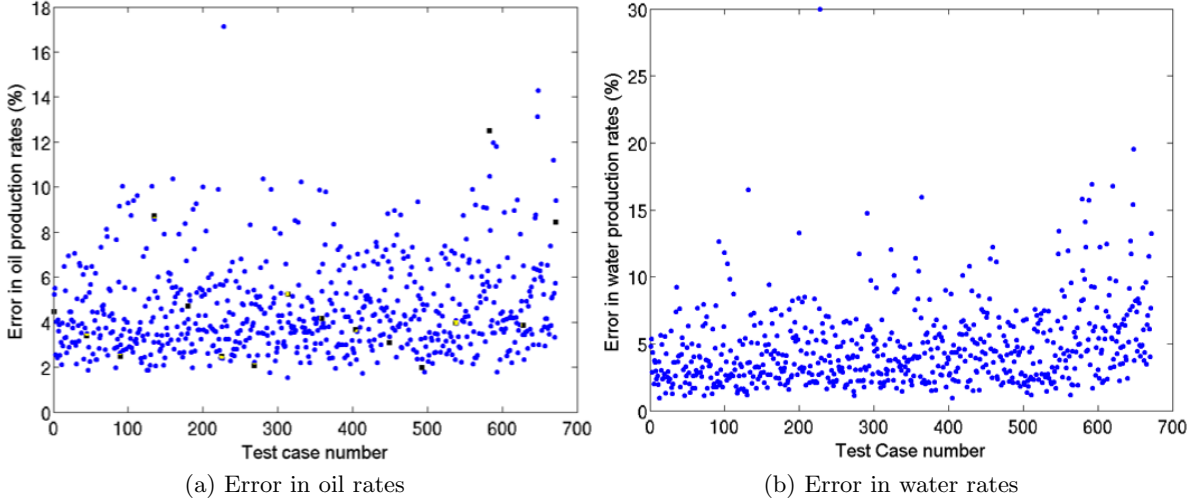 18
16
14
12
10
8
6
4
2
0
Error in oil production rates (%)
0 100 200 300 400 500 600 700
Test case number
(a) Error in oil rates
30
25
20
15
10
5
0
Error in water production rates (%)
0 100 200 300 400 500 600 700
Test Case number
(b) Error in water rates